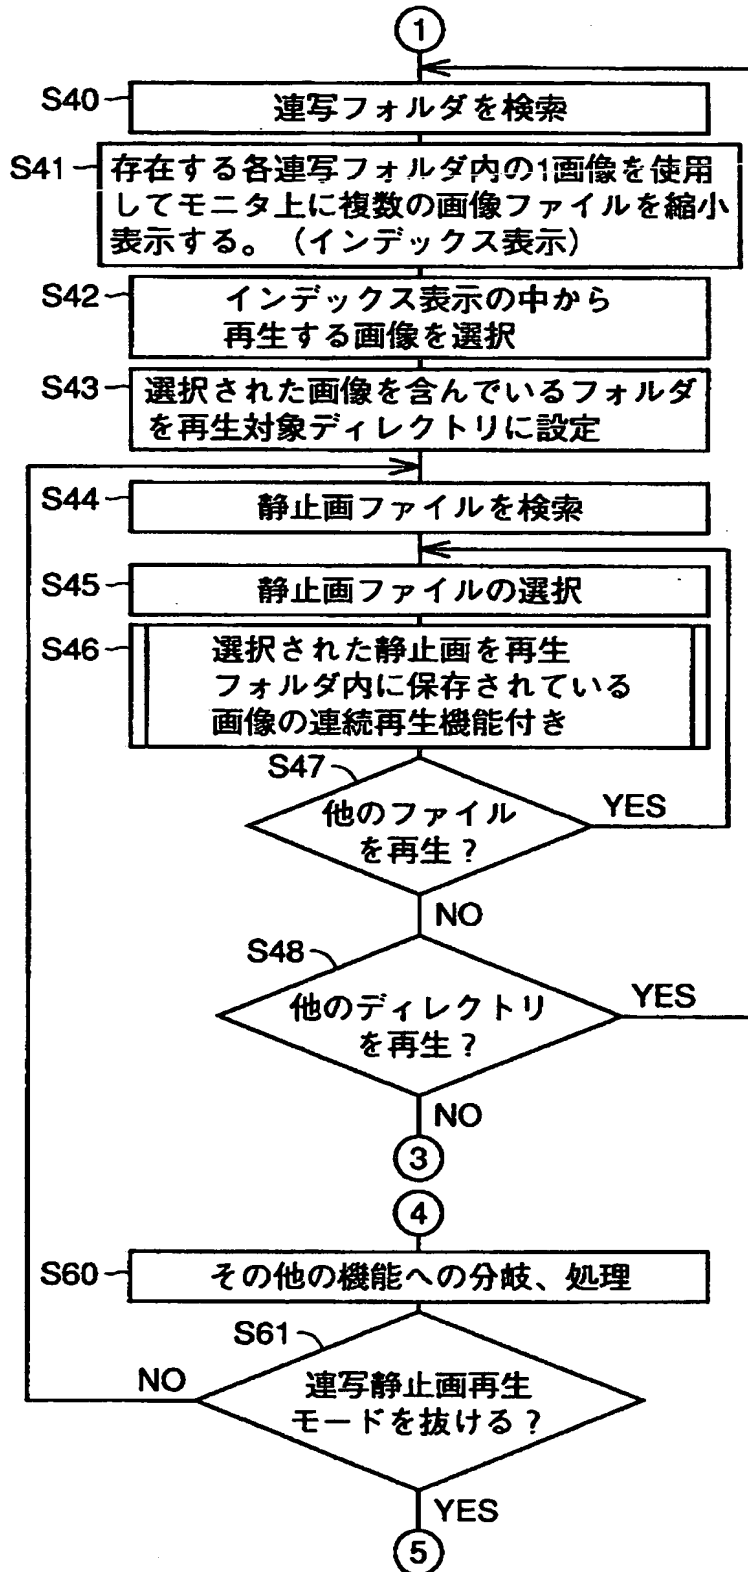 1
S40
連写フォルダを検索
S41
存在する各連写フォルダ内の1画像を使用
してモニタ上に複数の画像ファイルを縮小
表示する。（インデックス表示）
S42
インデックス表示の中から
再生する画像を選択
S43
選択された画像を含んでいるフォルダ
を再生対象ディレクトリに設定
S44
静止画ファイルを検索
S45
静止画ファイルの選択
S46
選択された静止画を再生
フォルダ内に保存されている
画像の連続再生機能付き
S47
他のファイル
を再生？
YES
NO
S48
他のディレクトリ
を再生？
YES
NO
3
4
S60
その他の機能への分岐、処理
S61
連写静止画再生
モードを抜ける？
NO
YES
5